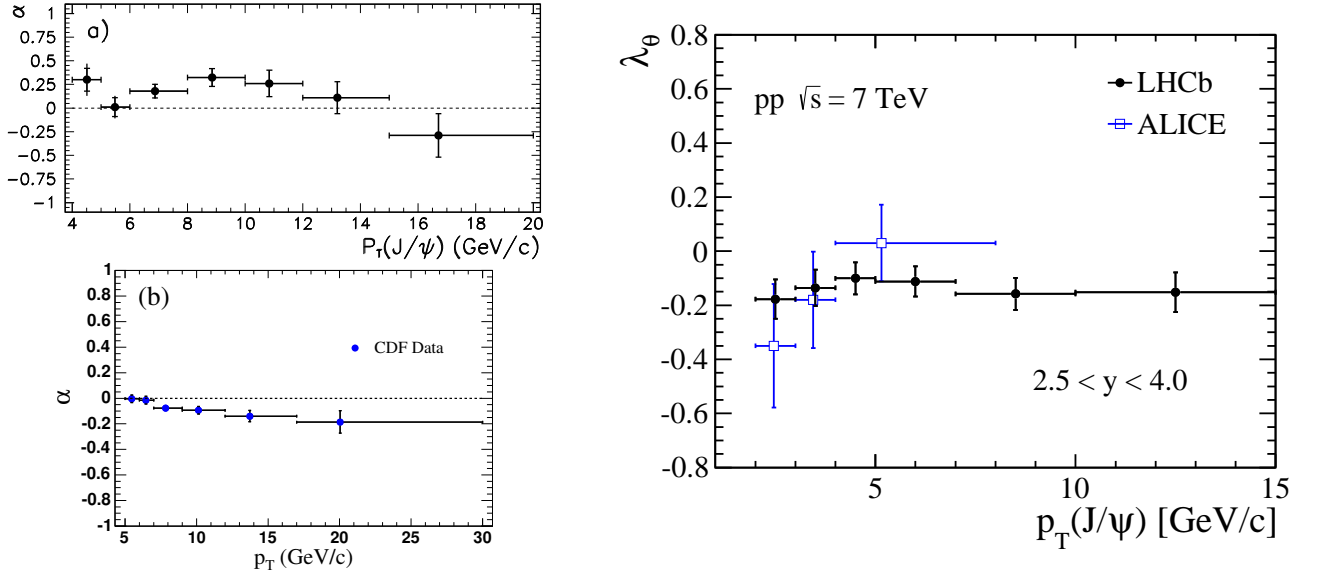 α
a)
1
0.75
0.5
0.25
0
−0.25
−0.5
−0.75
−1
4 6 8 10 12 14 16 18 20
P_T(J/ψ) (GeV/c)
(b)
CDF Data
α
1
0.8
0.6
0.4
0.2
0
-0.2
-0.4
-0.6
-0.8
-1
5 10 15 20 25 30
p_T (GeV/c)
λ_θ
0.8
0.6
0.4
0.2
0
-0.2
-0.4
-0.6
-0.8
pp √s = 7 TeV
LHCb
ALICE
2.5 < y < 4.0
5 10 15
p_T(J/ψ) [GeV/c]